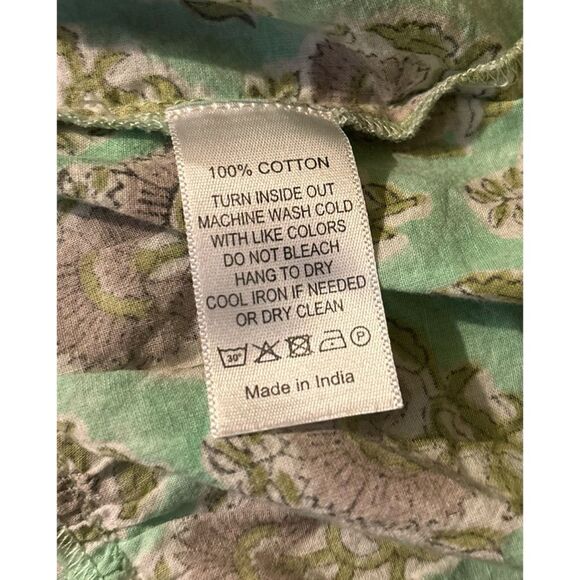 100% COTTON
TURN INSIDE OUT
MACHINE WASH COLD
WITH LIKE COLORS
DO NOT BLEACH
HANG TO DRY
COOL IRON IF NEEDED
OR DRY CLEAN
30° P
Made in India